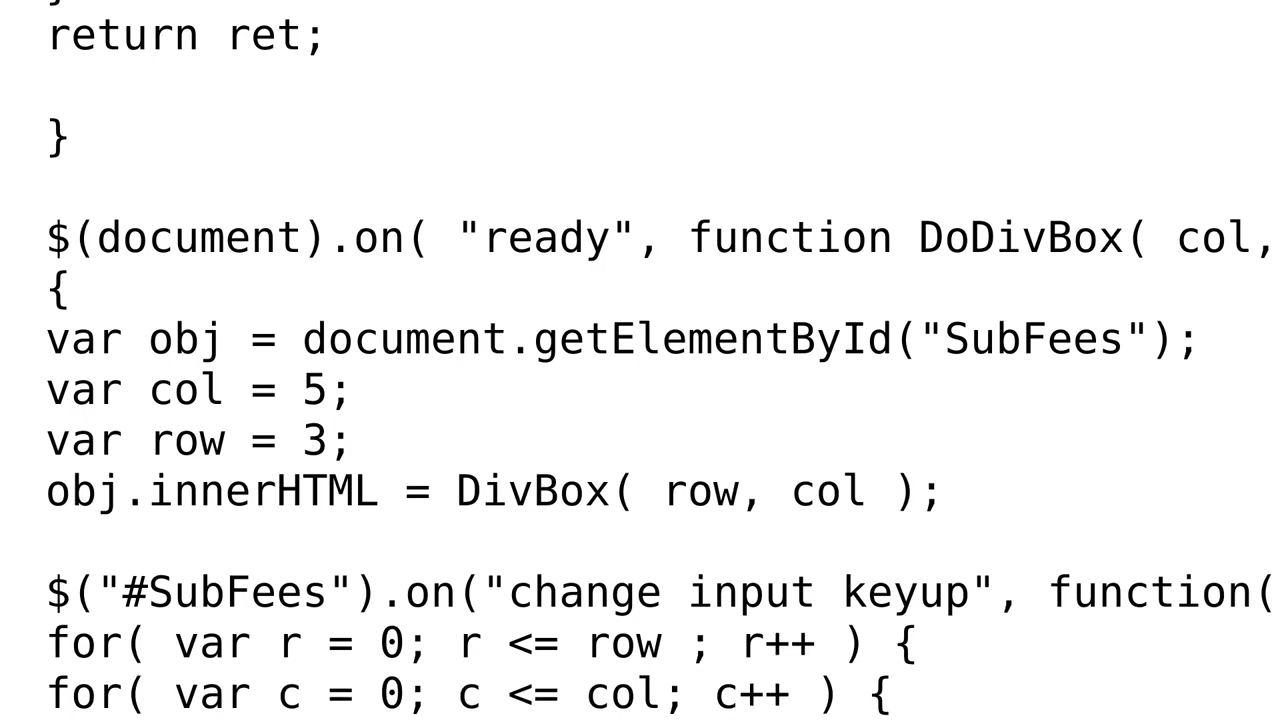 return ret;
}
$(document).on( "ready", function DoDivBox( col,
{
var obj = document.getElementById("SubFees");
var col = 5;
var row = 3;
obj.innerHTML = DivBox( row, col );
$("#SubFees").on("change input keyup", function(
for( var r = 0; r <= row ; r++ ) {
for( var c = 0; c <= col; c++ ) {